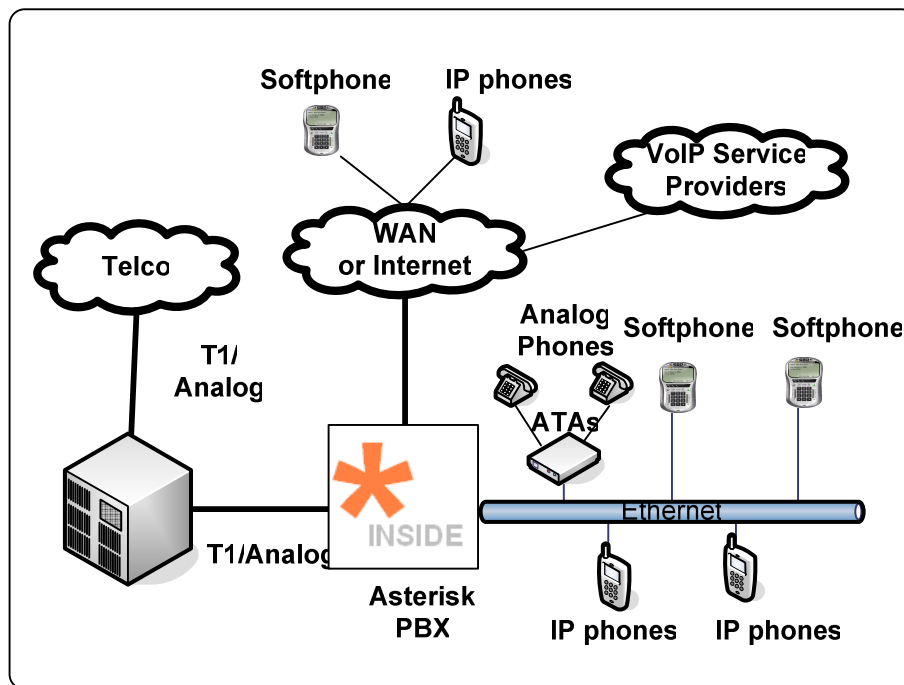 Softphone
IP phones
VoIP Service
Providers
WAN
or Internet
Telco
Analog
Phones
Softphone
Softphone
T1/
Analog
ATAs
Ethernet
INSIDE
T1/Analog
Asterisk
PBX
IP phones
IP phones